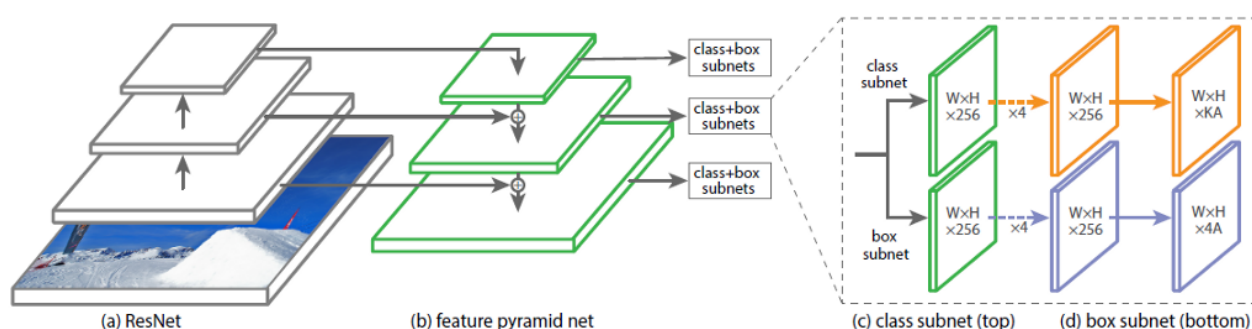 class+box
subnets
class+box
subnets
class+box
subnets
class
subnet
W×H
×256
×4
W×H
×256
W×H
×KA
W×H
×256
×4
W×H
×256
W×H
×4A
box
subnet
(a) ResNet
(b) feature pyramid net
(c) class subnet (top)
(d) box subnet (bottom)